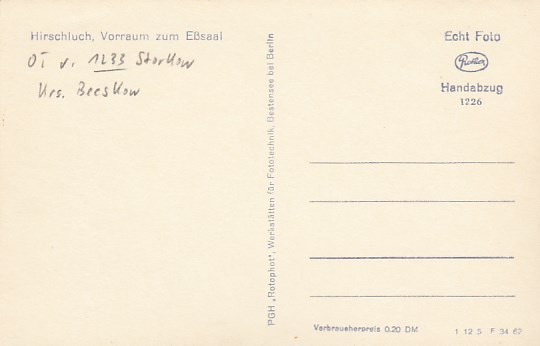 Hirschluch, Vorraum zum Eßsaal
OT v. 1233 Storkow
Krs. Beeskow
PGH „Rotophot", Werkstätten für Fototechnik, Bestensee bei Berlin
Echt Foto
Handabzug
1226
Verbraucherpreis 0.20 DM
1 12 5 F 34 62